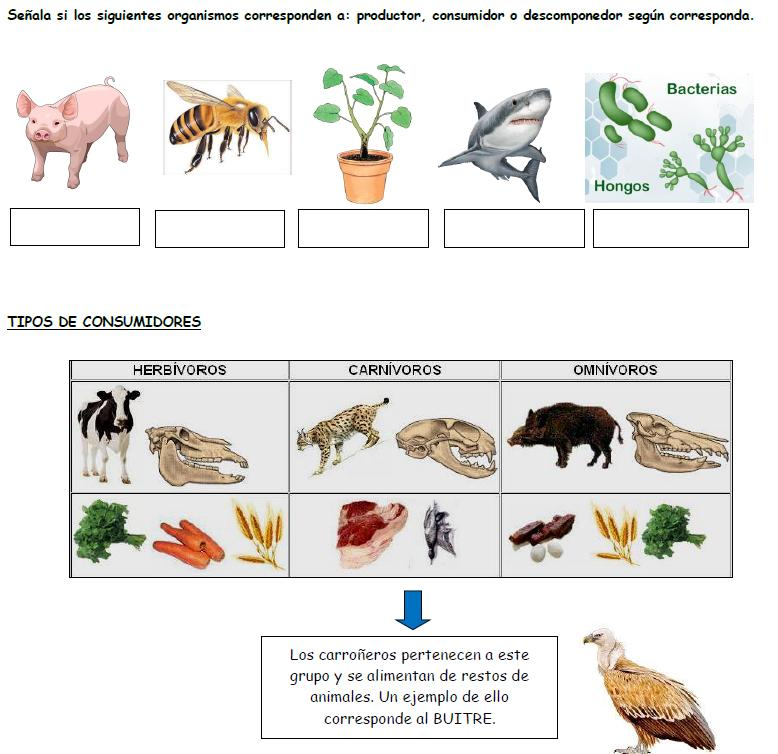 Señala si los siguientes organismos corresponden a: productor, consumidor o descomponedor según corresponda.
Bacterias
Hongos
TIPOS DE CONSUMIDORES
HERBÍVOROS CARNÍVOROS OMNÍVOROS
Los carroñeros pertenecen a este
grupo y se alimentan de restos de
animales. Un ejemplo de ello
corresponde al BUITRE.